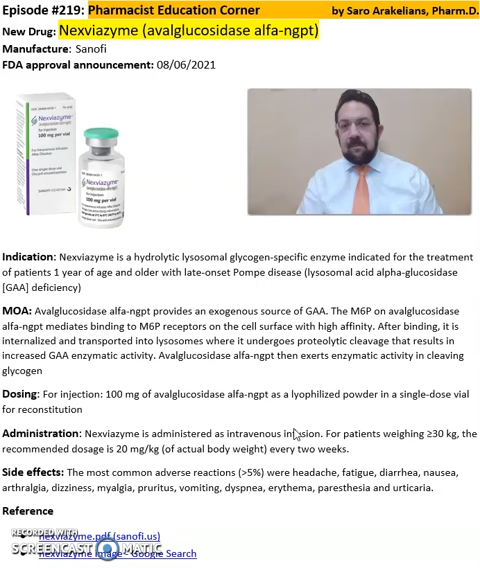 Episode #219: Pharmacist Education Corner by Saro Arakelians, Pharm.D.
New Drug: Nexviazyme (avalglucosidase alfa-ngpt)
Manufacture: Sanofi
FDA approval announcement: 08/06/2021
Nexviazyme
100 mg per vial
Nexviazyme
100 mg per vial
Indication: Nexviazyme is a hydrolytic lysosomal glycogen-specific enzyme indicated for the treatment
of patients 1 year of age and older with late-onset Pompe disease (lysosomal acid alpha-glucosidase
[GAA] deficiency)
MOA: Avalglucosidase alfa-ngpt provides an exogenous source of GAA. The M6P on avalglucosidase
alfa-ngpt mediates binding to M6P receptors on the cell surface with high affinity. After binding, it is
internalized and transported into lysosomes where it undergoes proteolytic cleavage that results in
increased GAA enzymatic activity. Avalglucosidase alfa-ngpt then exerts enzymatic activity in cleaving
glycogen
Dosing: For injection: 100 mg of avalglucosidase alfa-ngpt as a lyophilized powder in a single-dose vial
for reconstitution
Administration: Nexviazyme is administered as intravenous infusion. For patients weighing ≥30 kg, the
recommended dosage is 20 mg/kg (of actual body weight) every two weeks.
Side effects: The most common adverse reactions (>5%) were headache, fatigue, diarrhea, nausea,
arthralgia, dizziness, myalgia, pruritus, vomiting, dyspnea, erythema, paresthesia and urticaria.
Reference
RECORDED WITH
nexviazyme.pdf (sanofi.us)
SCREENCAST MATIC
nexviazyme image - Google Search